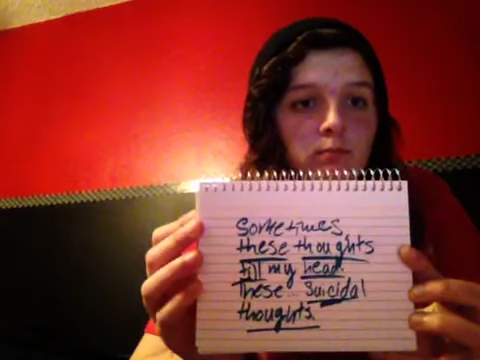 Sometimes,
these thoughts
fill my head.
These... Suicidal
thoughts.